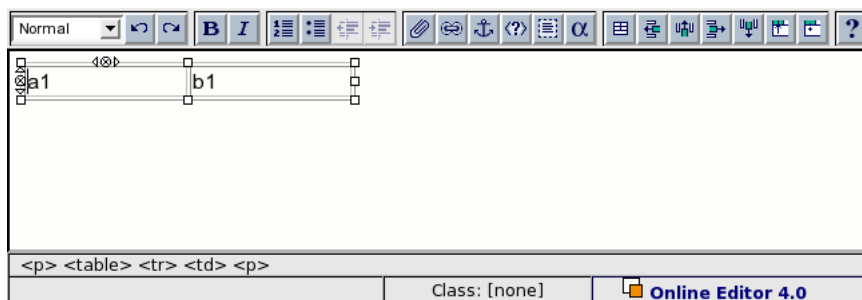 Normal B I <?> α ?
a1 b1
<p> <table> <tr> <td> <p>
Class: [none] Online Editor 4.0